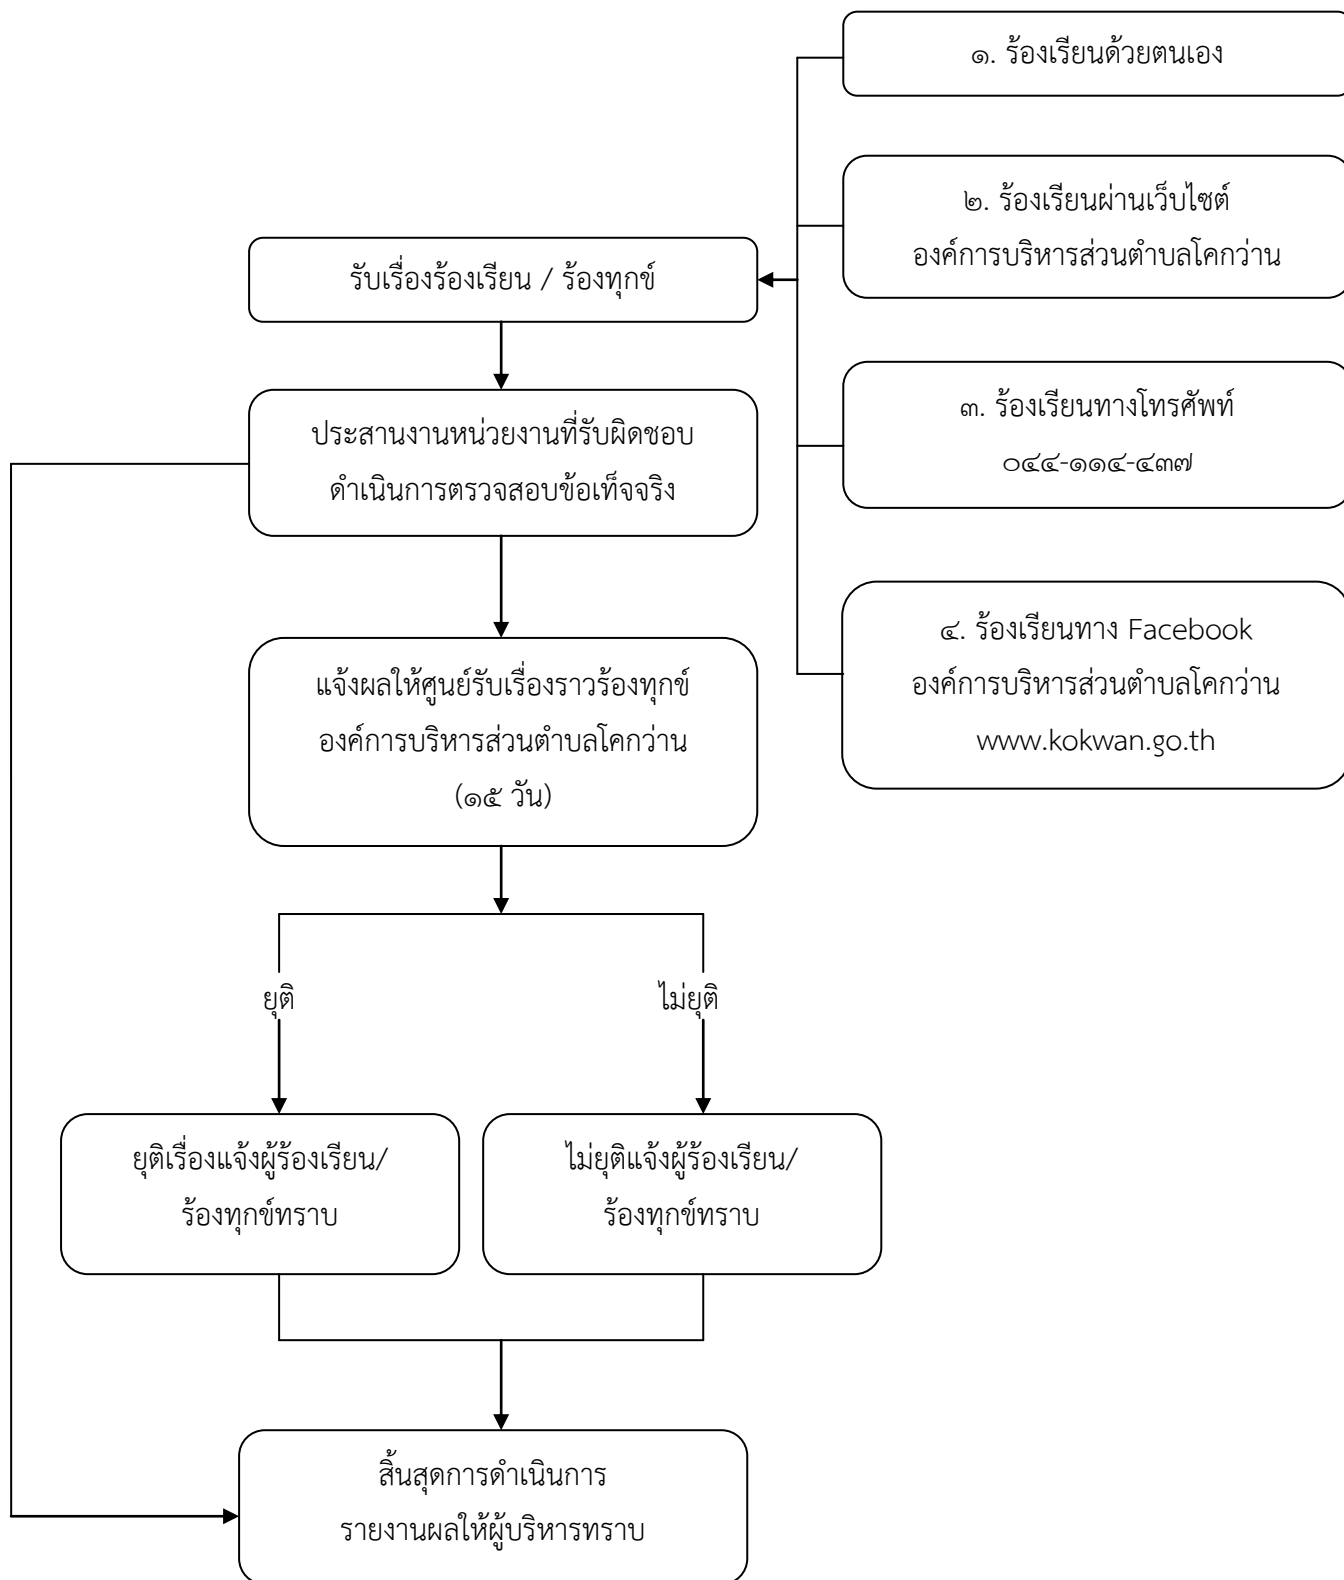 ๑. ร้องเรียนด้วยตนเอง
๒. ร้องเรียนผ่านเว็บไซต์
องค์การบริหารส่วนตำบลโคกว่าน
รับเรื่องร้องเรียน / ร้องทุกข์
๓. ร้องเรียนทางโทรศัพท์
๐๔๔-๑๑๔-๔๓๗
ประสานงานหน่วยงานที่รับผิดชอบ
ดำเนินการตรวจสอบข้อเท็จจริง
๔. ร้องเรียนทาง Facebook
องค์การบริหารส่วนตำบลโคกว่าน
www.kokwan.go.th
แจ้งผลให้ศูนย์รับเรื่องราวร้องทุกข์
องค์การบริหารส่วนตำบลโคกว่าน
(๑๕ วัน)
ยุติ
ไม่ยุติ
ยุติเรื่องแจ้งผู้ร้องเรียน/
ร้องทุกข์ทราบ
ไม่ยุติแจ้งผู้ร้องเรียน/
ร้องทุกข์ทราบ
สิ้นสุดการดำเนินการ
รายงานผลให้ผู้บริหารทราบ